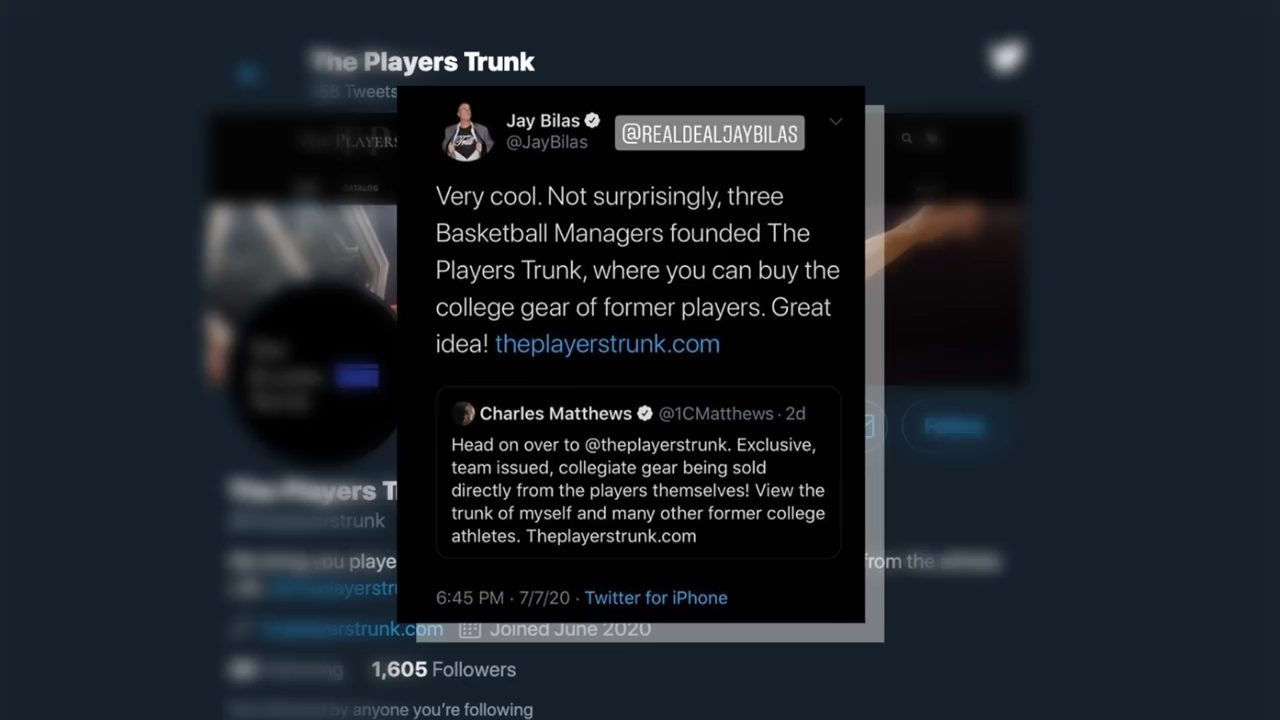 The Players Trunk
Tweets
PLAYERS
CATALOG
Jay Bilas
@JayBilas
@REALDEALJAYBILAS
Very cool. Not surprisingly, three
Basketball Managers founded The
Players Trunk, where you can buy the
college gear of former players. Great
idea! theplayerstrunk.com
Charles Matthews @1CMatthews · 2d
Head on over to @theplayerstrunk. Exclusive,
team issued, collegiate gear being sold
directly from the players themselves! View the
trunk of myself and many other former college
athletes. Theplayerstrunk.com
6:45 PM · 7/7/20 · Twitter for iPhone
Follow
The Players T
strunk
you playe
from the
playerstr
erstrunk.com Joined June 2020
1,605 Followers
by anyone you're following